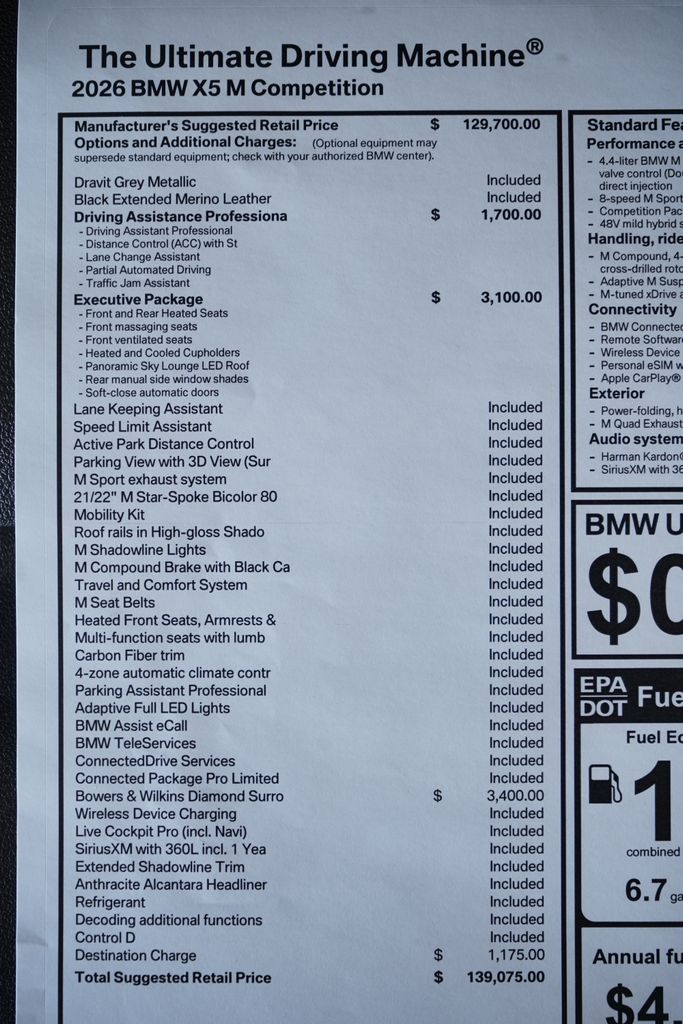 The Ultimate Driving Machine®
2026 BMW X5 M Competition
Manufacturer's Suggested Retail Price $ 129,700.00
Options and Additional Charges: (Optional equipment may
supersede standard equipment; check with your authorized BMW center).
Dravit Grey Metallic Included
Black Extended Merino Leather Included
Driving Assistance Professiona $ 1,700.00
- Driving Assistant Professional
- Distance Control (ACC) with St
- Lane Change Assistant
- Partial Automated Driving
- Traffic Jam Assistant
Executive Package $ 3,100.00
- Front and Rear Heated Seats
- Front massaging seats
- Front ventilated seats
- Heated and Cooled Cupholders
- Panoramic Sky Lounge LED Roof
- Rear manual side window shades
- Soft-close automatic doors
Lane Keeping Assistant Included
Speed Limit Assistant Included
Active Park Distance Control Included
Parking View with 3D View (Sur Included
M Sport exhaust system Included
21/22" M Star-Spoke Bicolor 80 Included
Mobility Kit Included
Roof rails in High-gloss Shado Included
M Shadowline Lights Included
M Compound Brake with Black Ca Included
Travel and Comfort System Included
M Seat Belts Included
Heated Front Seats, Armrests & Included
Multi-function seats with lumb Included
Carbon Fiber trim Included
4-zone automatic climate contr Included
Parking Assistant Professional Included
Adaptive Full LED Lights Included
BMW Assist eCall Included
BMW TeleServices Included
ConnectedDrive Services Included
Connected Package Pro Limited Included
Bowers & Wilkins Diamond Surro $ 3,400.00
Wireless Device Charging Included
Live Cockpit Pro (incl. Navi) Included
SiriusXM with 360L incl. 1 Yea Included
Extended Shadowline Trim Included
Anthracite Alcantara Headliner Included
Refrigerant Included
Decoding additional functions Included
Control D Included
Destination Charge $ 1,175.00
Total Suggested Retail Price $ 139,075.00
Standard Fea
Performance a
- 4.4-liter BMW M
valve control (Do
direct injection
- 8-speed M Sport
- Competition Pac
- 48V mild hybrid s
Handling, ride
- M Compound, 4-
cross-drilled roto
- Adaptive M Susp
- M-tuned xDrive a
Connectivity
- BMW Connected
- Remote Software
- Wireless Device
- Personal eSIM w
- Apple CarPlay®
Exterior
- Power-folding, h
- M Quad Exhaust
Audio system
- Harman Kardon®
- SiriusXM with 36
BMW U
$0
EPA
DOT Fue
Fuel Ec
1
combined
6.7 ga
Annual fu
$4,